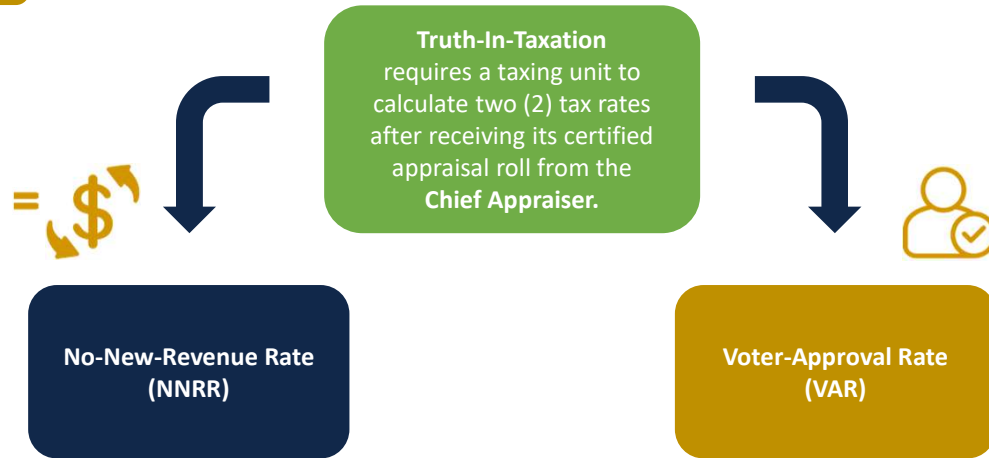 Truth-In-Taxation
requires a taxing unit to
calculate two (2) tax rates
after receiving its certified
appraisal roll from the
Chief Appraiser.
= $
No-New-Revenue Rate
(NNRR)
Voter-Approval Rate
(VAR)